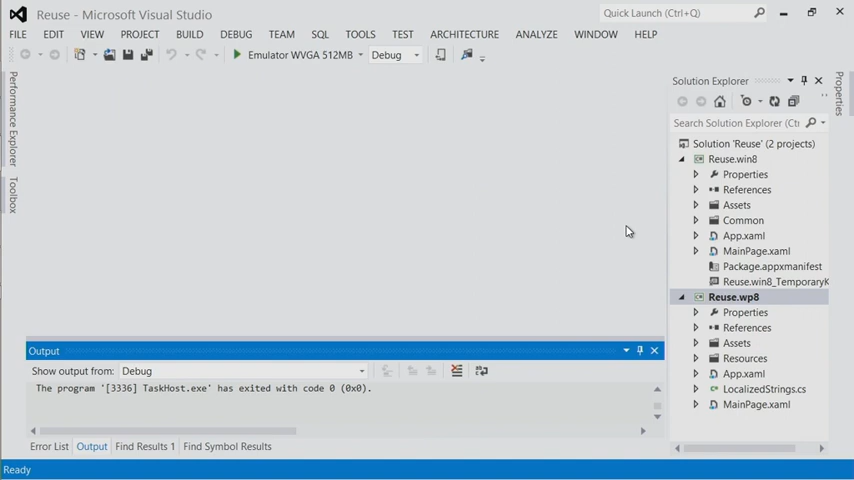 Reuse - Microsoft Visual Studio
Quick Launch (Ctrl+Q)
FILE EDIT VIEW PROJECT BUILD DEBUG TEAM SQL TOOLS TEST ARCHITECTURE ANALYZE WINDOW HELP
Emulator WVGA 512MB Debug
Performance Explorer
Toolbox
Solution Explorer
Search Solution Explorer (Ctrl
Solution 'Reuse' (2 projects)
Reuse.win8
Properties
References
Assets
Common
App.xaml
MainPage.xaml
Package.appxmanifest
Reuse.win8_TemporaryK
Reuse.wp8
Properties
References
Assets
Resources
App.xaml
LocalizedStrings.cs
MainPage.xaml
Properties
Output
Show output from: Debug
The program '[3336] TaskHost.exe' has exited with code 0 (0x0).
Error List Output Find Results 1 Find Symbol Results
Ready